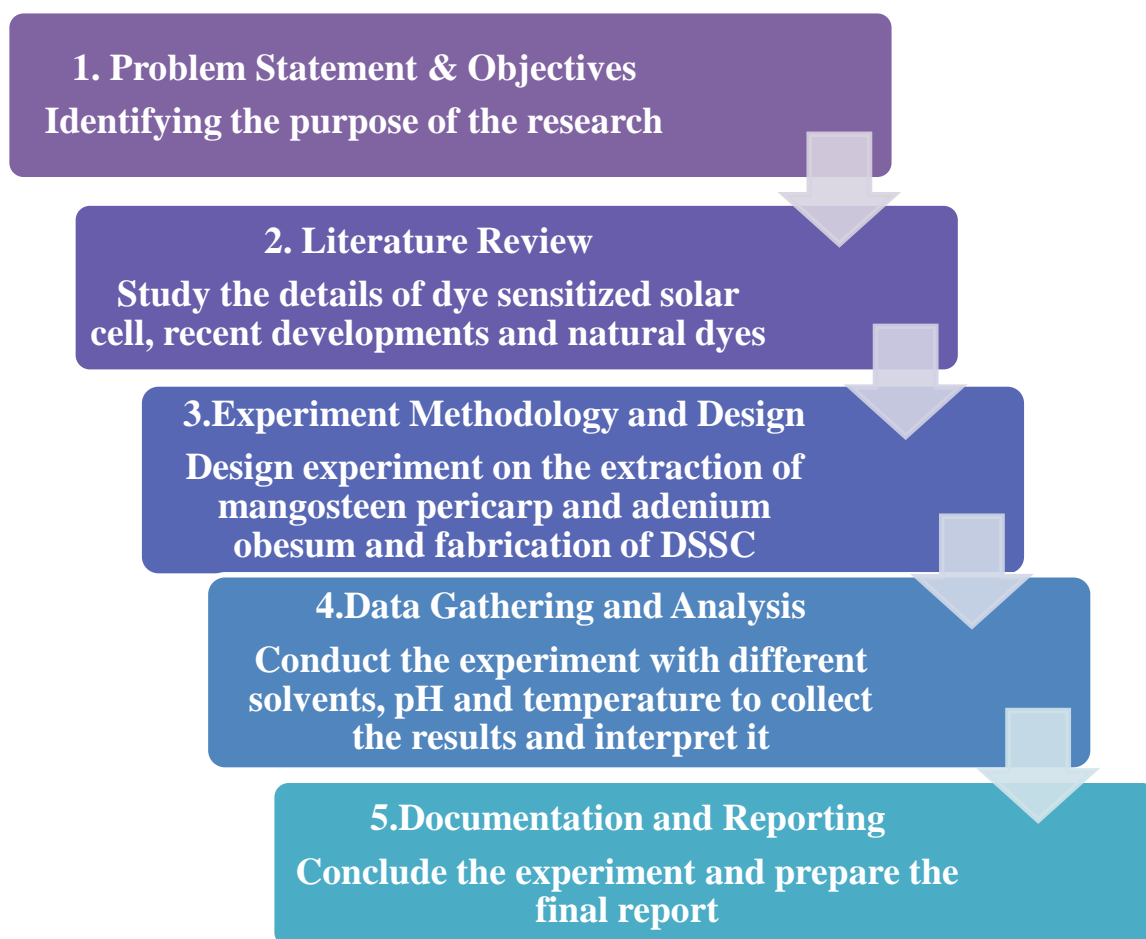 1. Problem Statement & Objectives
Identifying the purpose of the research
2. Literature Review
Study the details of dye sensitized solar
cell, recent developments and natural dyes
3.Experiment Methodology and Design
Design experiment on the extraction of
mangosteen pericarp and adenium
obesum and fabrication of DSSC
4.Data Gathering and Analysis
Conduct the experiment with different
solvents, pH and temperature to collect
the results and interpret it
5.Documentation and Reporting
Conclude the experiment and prepare the
final report